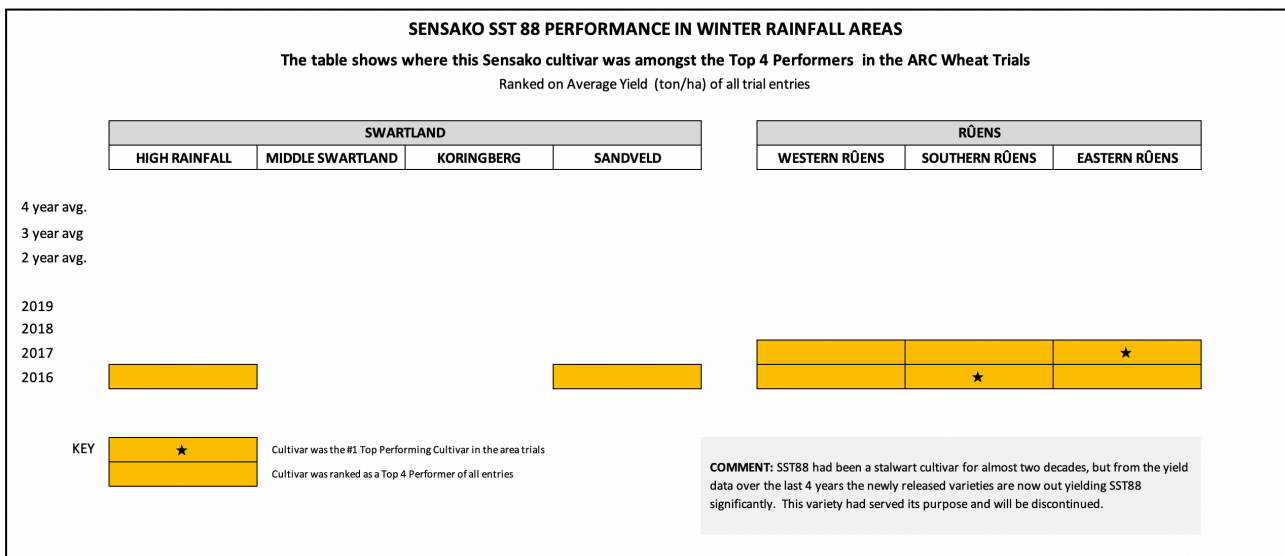 SENSAKO SST 88 PERFORMANCE IN WINTER RAINFALL AREAS
The table shows where this Sensako cultivar was amongst the Top 4 Performers in the ARC Wheat Trials
Ranked on Average Yield (ton/ha) of all trial entries
SWARTLAND RÛENS
HIGH RAINFALL MIDDLE SWARTLAND KORINGBERG SANDVELD WESTERN RÛENS SOUTHERN RÛENS EASTERN RÛENS
4 year avg.
3 year avg
2 year avg.
2019
2018
2017 ★
2016 ★
KEY ★ Cultivar was the #1 Top Performing Cultivar in the area trials
Cultivar was ranked as a Top 4 Performer of all entries
COMMENT: SST88 had been a stalwart cultivar for almost two decades, but from the yield
data over the last 4 years the newly released varieties are now out yielding SST88
significantly. This variety had served its purpose and will be discontinued.